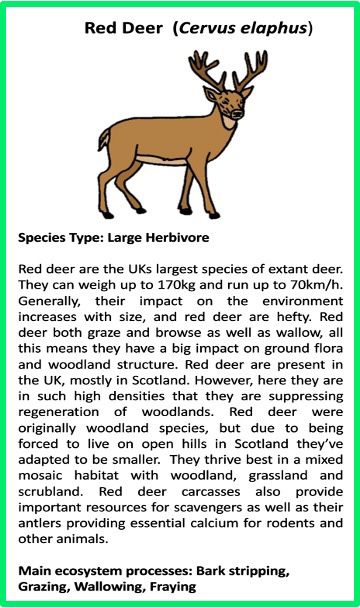 Red Deer (Cervus elaphus)
Species Type: Large Herbivore
Red deer are the UKs largest species of extant deer.
They can weigh up to 170kg and run up to 70km/h.
Generally, their impact on the environment
increases with size, and red deer are hefty. Red
deer both graze and browse as well as wallow, all
this means they have a big impact on ground flora
and woodland structure. Red deer are present in
the UK, mostly in Scotland. However, here they are
in such high densities that they are suppressing
regeneration of woodlands. Red deer were
originally woodland species, but due to being
forced to live on open hills in Scotland they’ve
adapted to be smaller. They thrive best in a mixed
mosaic habitat with woodland, grassland and
scrubland. Red deer carcasses also provide
important resources for scavengers as well as their
antlers providing essential calcium for rodents and
other animals.
Main ecosystem processes: Bark stripping,
Grazing, Wallowing, Fraying